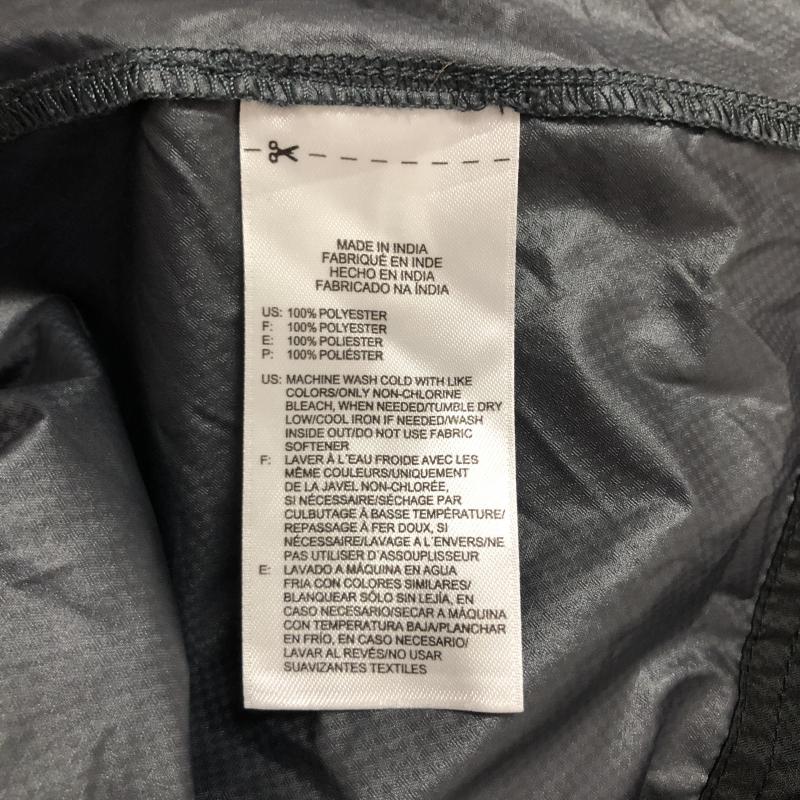 MADE IN INDIA
FABRIQUÉ EN INDE
HECHO EN INDIA
FABRICADO NA ÍNDIA
US: 100% POLYESTER
F: 100% POLYESTER
E: 100% POLIESTER
P: 100% POLIÉSTER
US: MACHINE WASH COLD WITH LIKE
COLORS/ONLY NON-CHLORINE
BLEACH, WHEN NEEDED/TUMBLE DRY
LOW/COOL IRON IF NEEDED/WASH
INSIDE OUT/DO NOT USE FABRIC
SOFTENER
F: LAVER À L'EAU FROIDE AVEC LES
MÊME COULEURS/UNIQUEMENT
DE LA JAVEL NON-CHLORÉE,
SI NÉCESSAIRE/SÉCHAGE PAR
CULBUTAGE À BASSE TEMPÉRATURE/
REPASSAGE À FER DOUX, SI
NÉCESSAIRE/LAVAGE A L'ENVERS/NE
PAS UTILISER D'ASSOUPLISSEUR
E: LAVADO A MÁQUINA EN AGUA
FRIA CON COLORES SIMILARES/
BLANQUEAR SÓLO SIN LEJÍA, EN
CASO NECESARIO/SECAR A MÁQUINA
CON TEMPERATURA BAJA/PLANCHAR
EN FRÍO, EN CASO NECESARIO/
LAVAR AL REVÉS/NO USAR
SUAVIZANTES TEXTILES